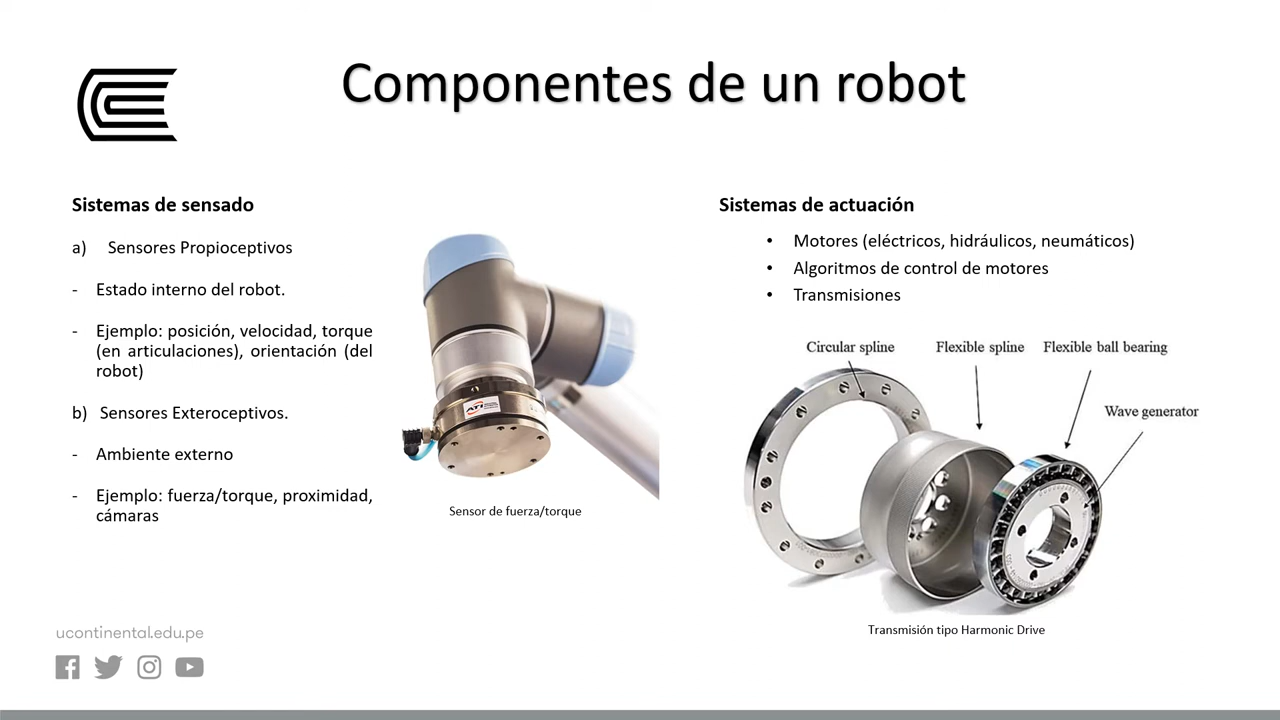 Componentes de un robot
Sistemas de sensado
a) Sensores Propioceptivos
- Estado interno del robot.
- Ejemplo: posición, velocidad, torque
(en articulaciones), orientación (del
robot)
b) Sensores Exteroceptivos.
- Ambiente externo
- Ejemplo: fuerza/torque, proximidad,
cámaras
ATI
Sensor de fuerza/torque
Sistemas de actuación
• Motores (eléctricos, hidráulicos, neumáticos)
• Algoritmos de control de motores
• Transmisiones
Circular spline
Flexible spline
Flexible ball bearing
Wave generator
Transmisión tipo Harmonic Drive
ucontinental.edu.pe